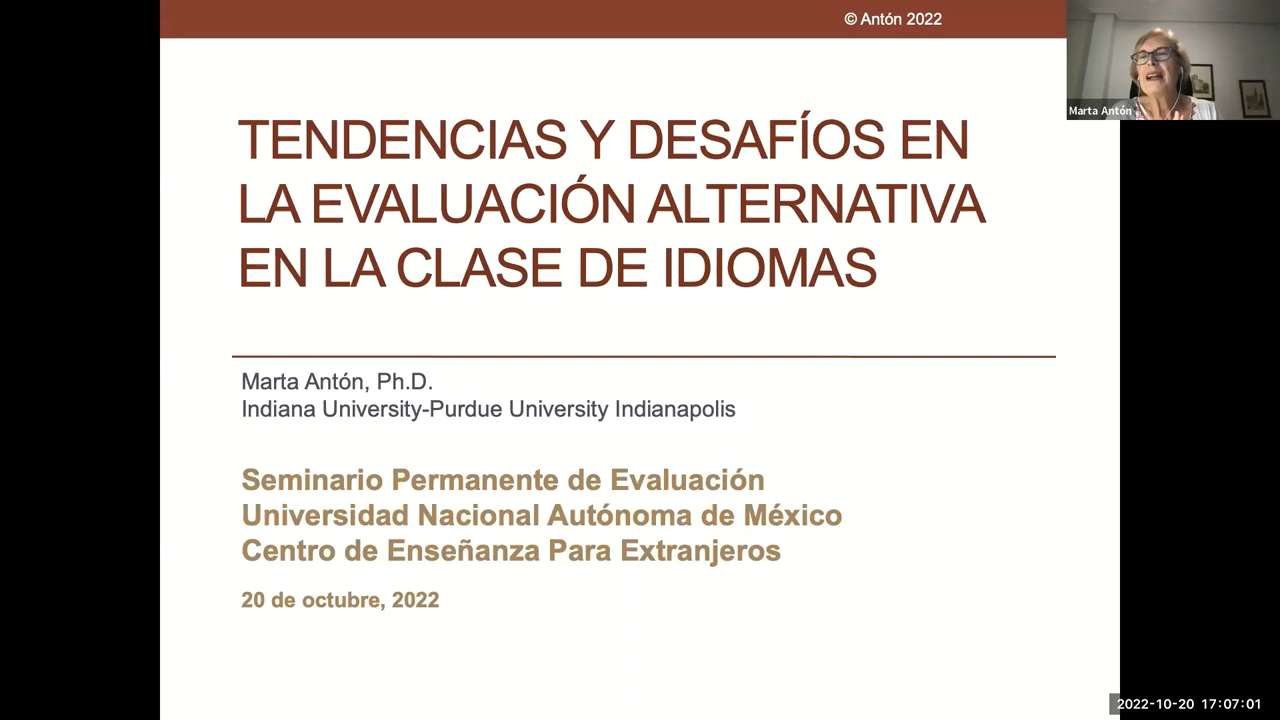 © Antón 2022
Marta Antón
TENDENCIAS Y DESAFÍOS EN
LA EVALUACIÓN ALTERNATIVA
EN LA CLASE DE IDIOMAS
Marta Antón, Ph.D.
Indiana University-Purdue University Indianapolis
Seminario Permanente de Evaluación
Universidad Nacional Autónoma de México
Centro de Enseñanza Para Extranjeros
20 de octubre, 2022
2022-10-20 17:07:01